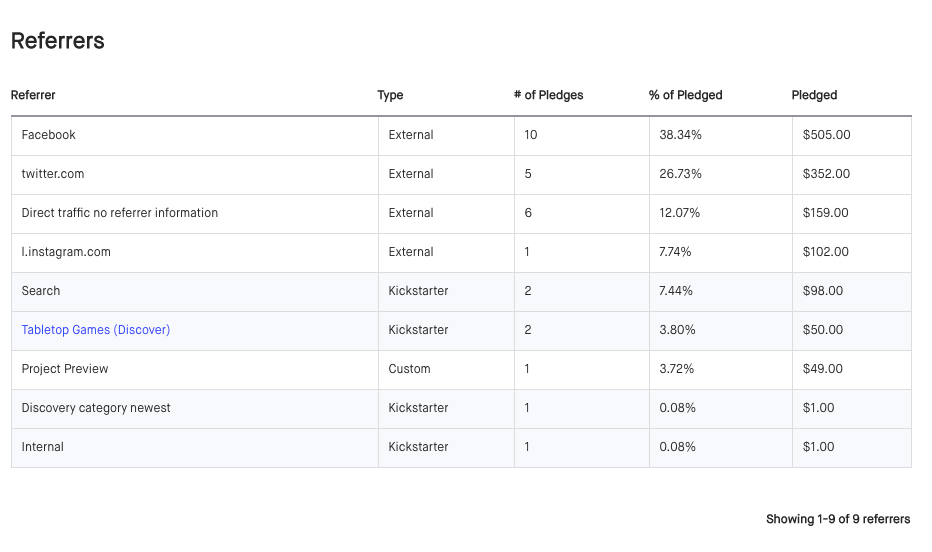 Referrers
Referrer Type # of Pledges % of Pledged Pledged
Facebook External 10 38.34% $505.00
twitter.com External 5 26.73% $352.00
Direct traffic no referrer information External 6 12.07% $159.00
l.instagram.com External 1 7.74% $102.00
Search Kickstarter 2 7.44% $98.00
Tabletop Games (Discover) Kickstarter 2 3.80% $50.00
Project Preview Custom 1 3.72% $49.00
Discovery category newest Kickstarter 1 0.08% $1.00
Internal Kickstarter 1 0.08% $1.00
Showing 1-9 of 9 referrers